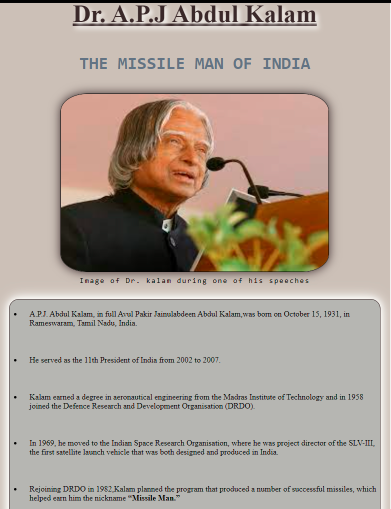 Dr. A.P.J Abdul Kalam
THE MISSILE MAN OF INDIA
Image of Dr. kalam during one of his speeches
A.P.J. Abdul Kalam, in full Avul Pakir Jainulabdeen Abdul Kalam,was born on October 15, 1931, in
Rameswaram, Tamil Nadu, India.
He served as the 11th President of India from 2002 to 2007.
Kalam earned a degree in aeronautical engineering from the Madras Institute of Technology and in 1958
joined the Defence Research and Development Organisation (DRDO).
In 1969, he moved to the Indian Space Research Organisation, where he was project director of the SLV-III,
the first satellite launch vehicle that was both designed and produced in India.
Rejoining DRDO in 1982,Kalam planned the program that produced a number of successful missiles, which
helped earn him the nickname “Missile Man.”